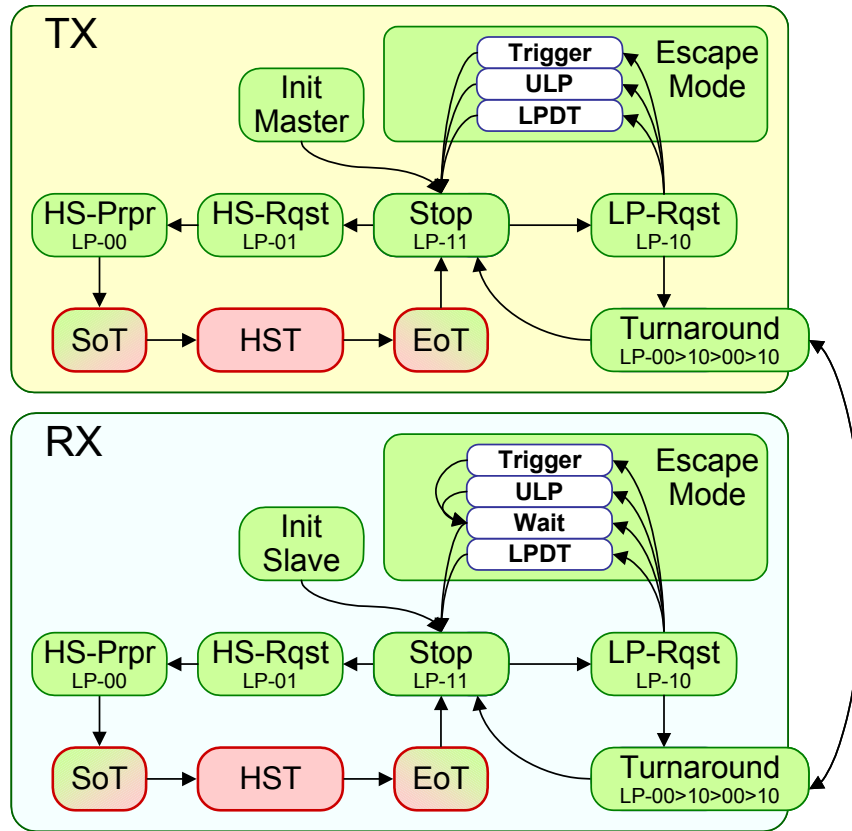 TX
Trigger
ULP
LPDT
Escape
Mode
Init
Master
HS-Prpr
LP-00
HS-Rqst
LP-01
Stop
LP-11
LP-Rqst
LP-10
SoT
HST
EoT
Turnaround
LP-00>10>00>10
RX
Trigger
ULP
Wait
LPDT
Escape
Mode
Init
Slave
HS-Prpr
LP-00
HS-Rqst
LP-01
Stop
LP-11
LP-Rqst
LP-10
SoT
HST
EoT
Turnaround
LP-00>10>00>10